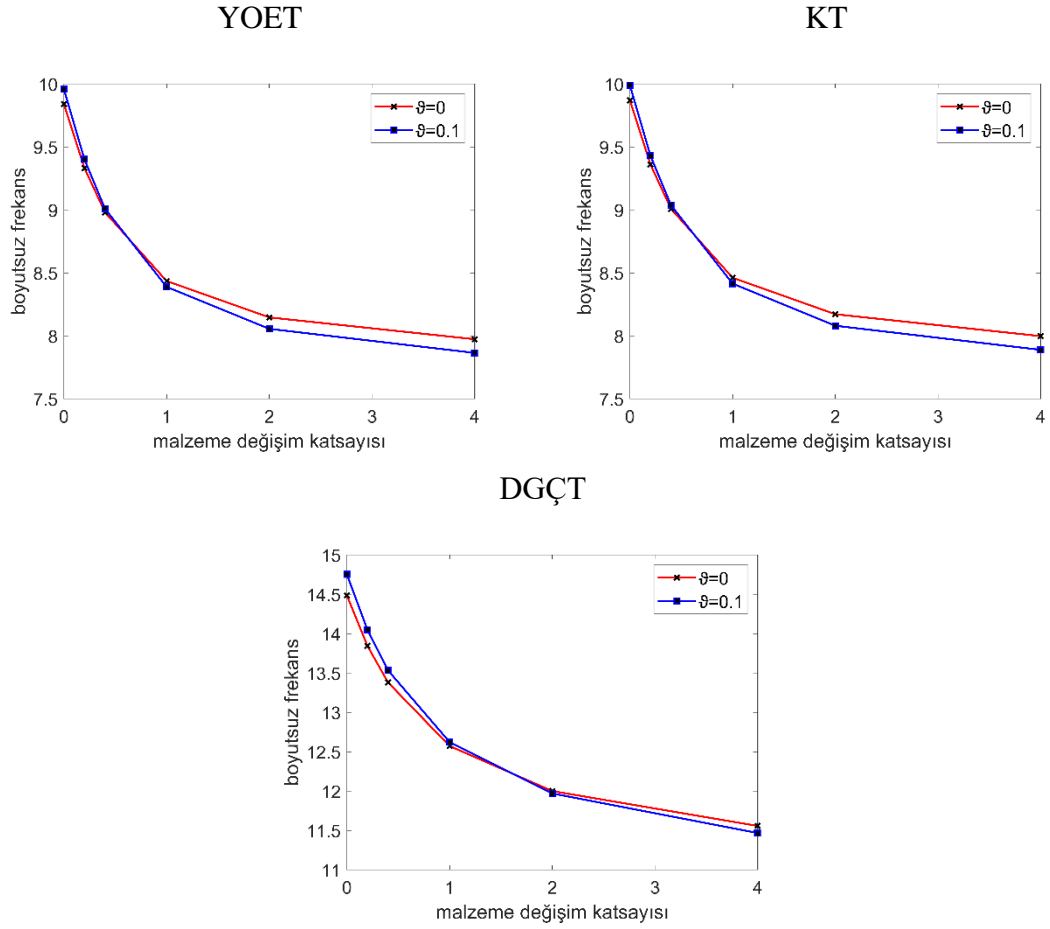 YOET
KT
10
9.5
9
8.5
8
7.5
0
1
2
3
4
boyutsuz frekans
malzeme değişim katsayısı
ϑ=0
ϑ=0.1
10
9.5
9
8.5
8
7.5
0
1
2
3
4
boyutsuz frekans
malzeme değişim katsayısı
ϑ=0
ϑ=0.1
DGÇT
15
14.5
14
13.5
13
12.5
12
11.5
11
0
1
2
3
4
boyutsuz frekans
malzeme değişim katsayısı
ϑ=0
ϑ=0.1